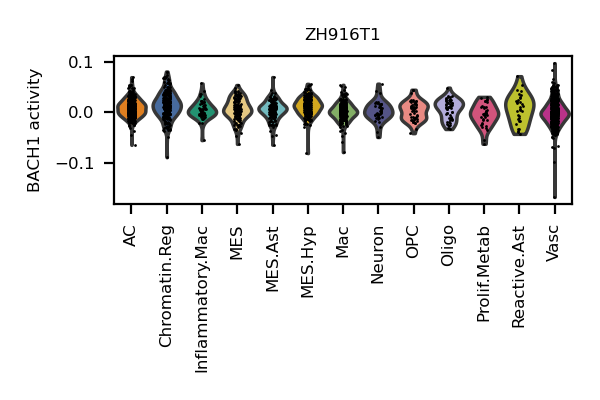 ZH916T1
BACH1 activity
0.1
0.0
−0.1
AC
Chromatin.Reg
Inflammatory.Mac
MES
MES.Ast
MES.Hyp
Mac
Neuron
OPC
Oligo
Prolif.Metab
Reactive.Ast
Vasc